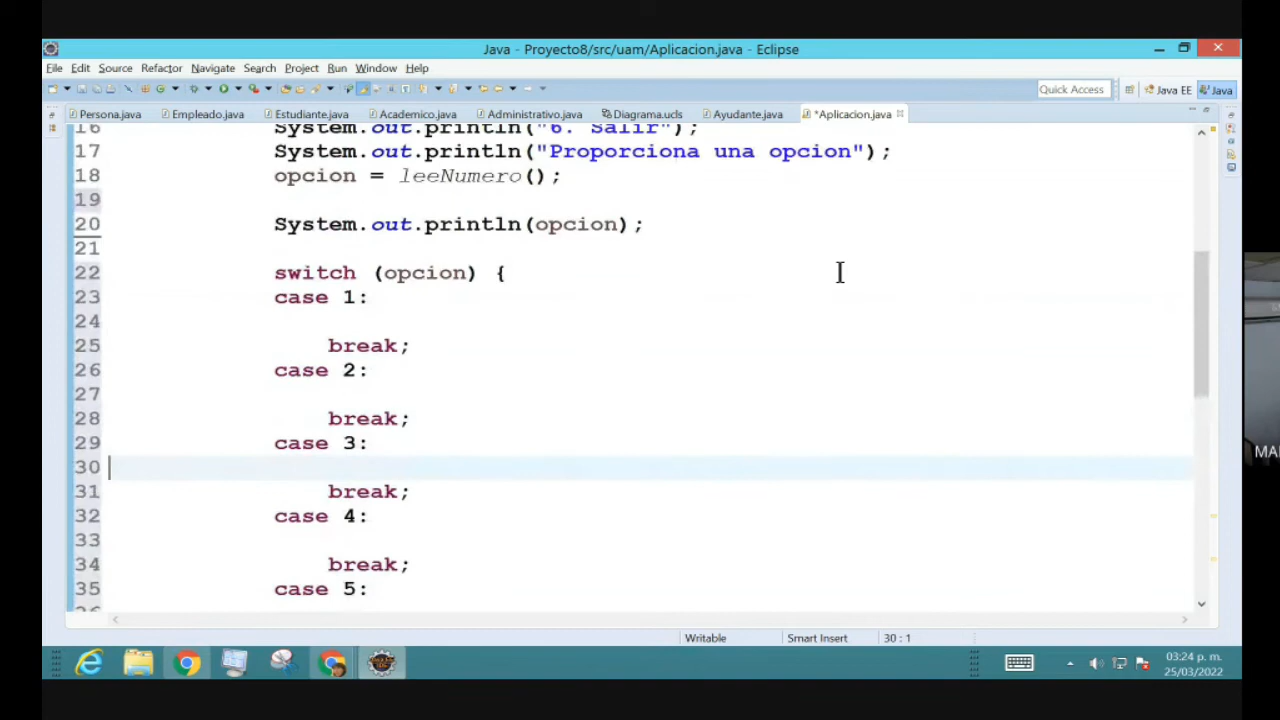 Java - Proyecto8/src/uam/Aplicacion.java - Eclipse
File Edit Source Refactor Navigate Search Project Run Window Help
Quick Access Java EE Java
Persona.java Empleado.java Estudiante.java Academico.java Administrativo.java Diagrama.ucls Ayudante.java *Aplicacion.java
16 System.out.println("6. Salir");
17 System.out.println("Proporciona una opcion");
18 opcion = leeNumero();
19
20 System.out.println(opcion);
21
22 switch (opcion) {
23 case 1:
24
25 break;
26 case 2:
27
28 break;
29 case 3:
30
31 break;
32 case 4:
33
34 break;
35 case 5:
Writable Smart Insert 30 : 1
03:24 p. m.
25/03/2022